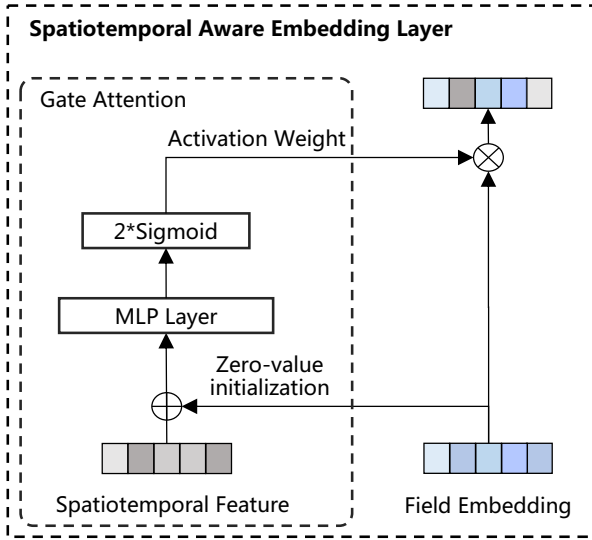 Spatiotemporal Aware Embedding Layer
Gate Attention
Activation Weight
2*Sigmoid
MLP Layer
Zero-value
initialization
Spatiotemporal Feature
Field Embedding